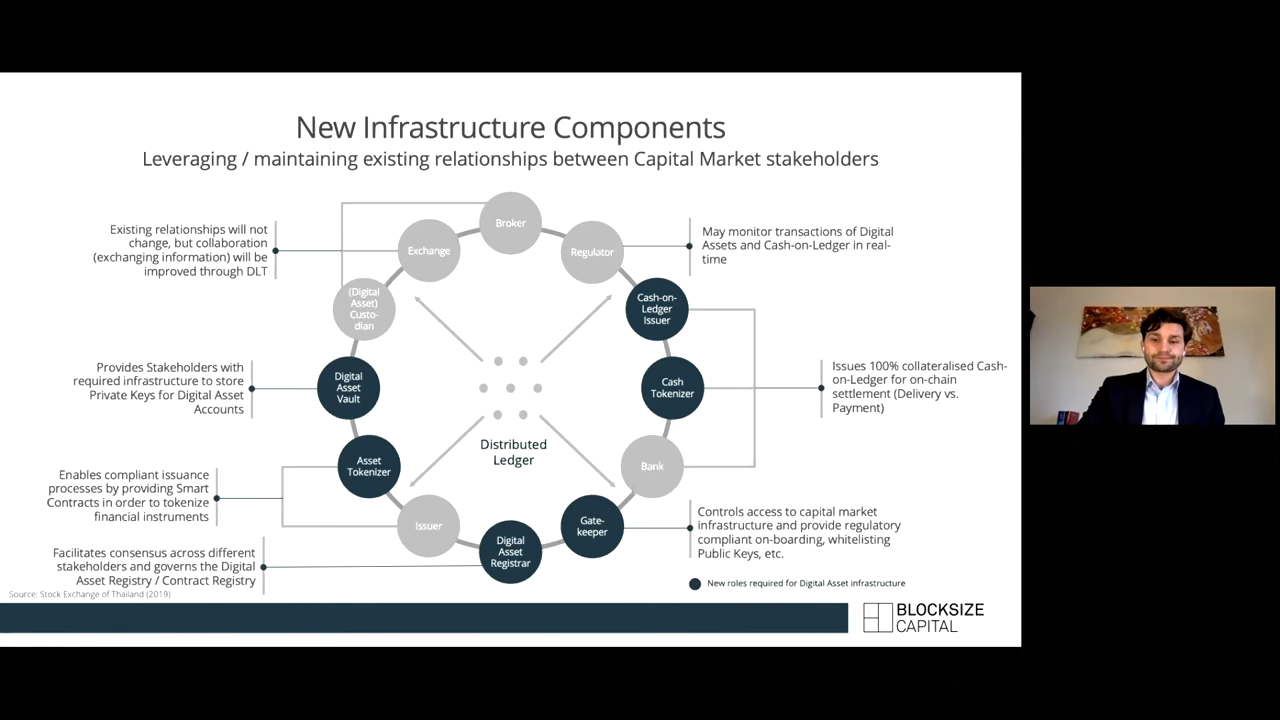 New Infrastructure Components
Leveraging / maintaining existing relationships between Capital Market stakeholders
Existing relationships will not
change, but collaboration
(exchanging information) will be
improved through DLT
Provides Stakeholders with
required infrastructure to store
Private Keys for Digital Asset
Accounts
Enables compliant issuance
processes by providing Smart
Contracts in order to tokenize
financial instruments
Facilitates consensus across different
stakeholders and governs the Digital
Asset Registry / Contract Registry
Broker
Exchange
Regulator
(Digital
Asset)
Custo-
dian
Cash-on-
Ledger
Issuer
Digital
Asset
Vault
Cash
Tokenizer
Asset
Tokenizer
Bank
Issuer
Gate-
keeper
Digital
Asset
Registrar
Distributed
Ledger
May monitor transactions of Digital
Assets and Cash-on-Ledger in real-
time
Issues 100% collateralised Cash-
on-Ledger for on-chain
settlement (Delivery vs.
Payment)
Controls access to capital market
infrastructure and provide regulatory
compliant on-boarding, whitelisting
Public Keys, etc.
New roles required for Digital Asset infrastructure
Source: Stock Exchange of Thailand (2019)
BLOCKSIZE
CAPITAL